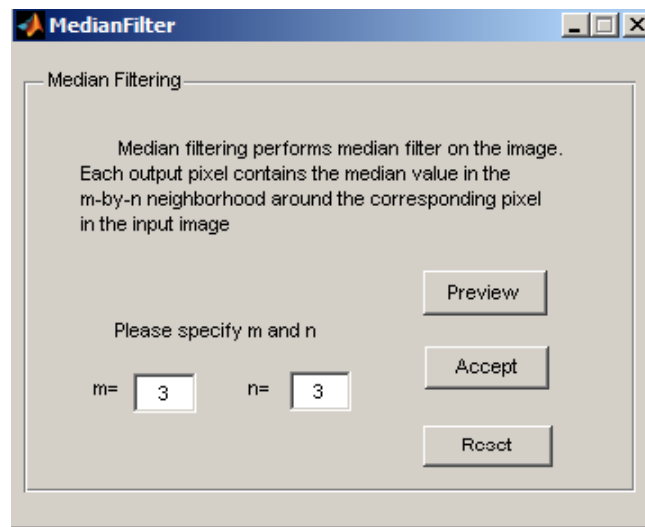 MedianFilter
Median Filtering
Median filtering performs median filter on the image.
Each output pixel contains the median value in the
m-by-n neighborhood around the corresponding pixel
in the input image
Preview
Please specify m and n
Accept
m= 3 n= 3
Reset